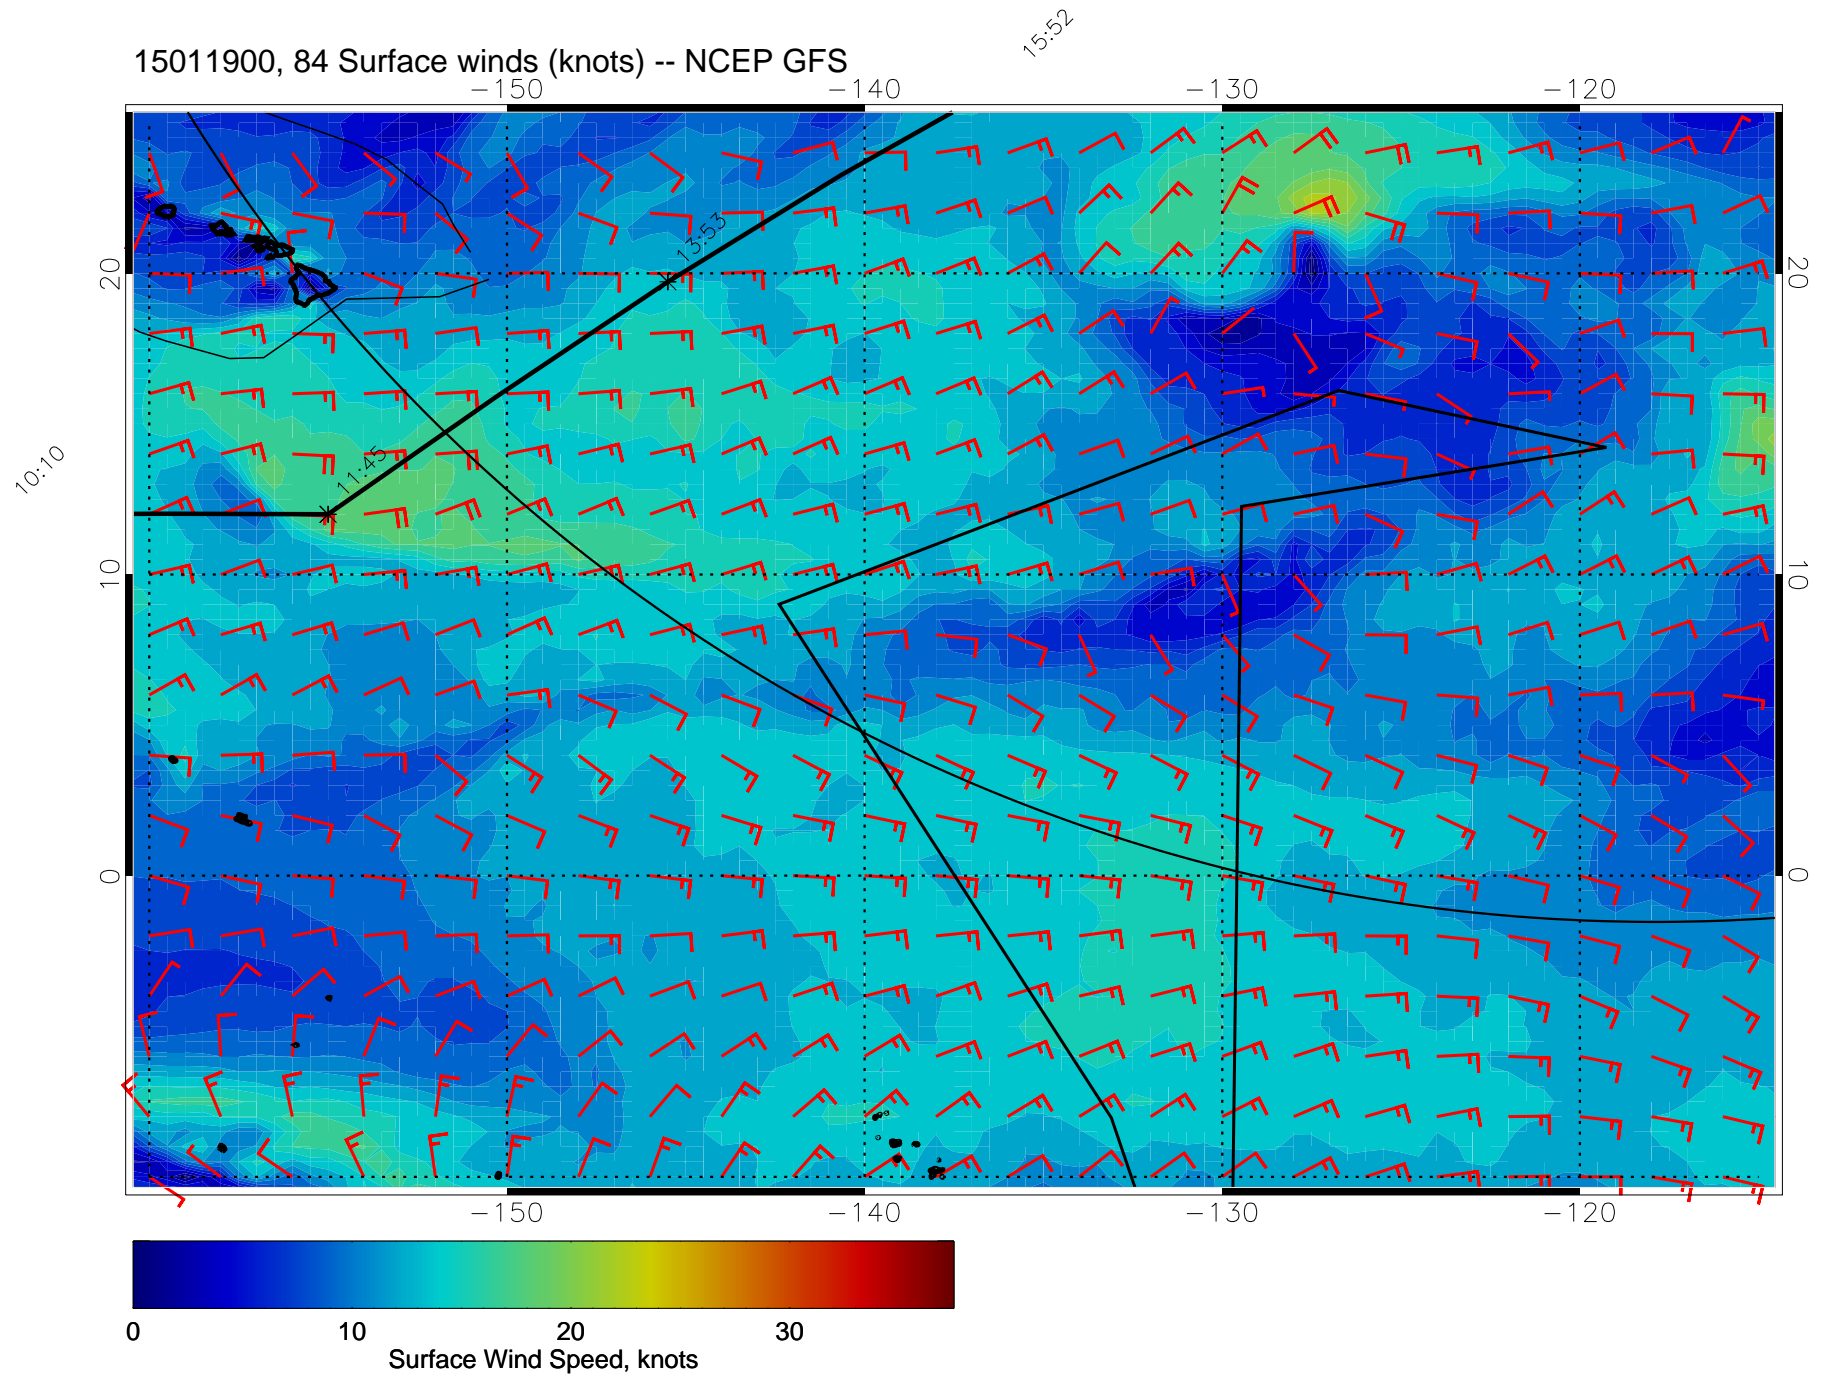 15:52
15011900, 84 Surface winds (knots) -- NCEP GFS
-150 -140 -130 -120
13:53
20 20
11:45
10:10
10 10
0 0
-150 -140 -130 -120
0 10 20 30
Surface Wind Speed, knots